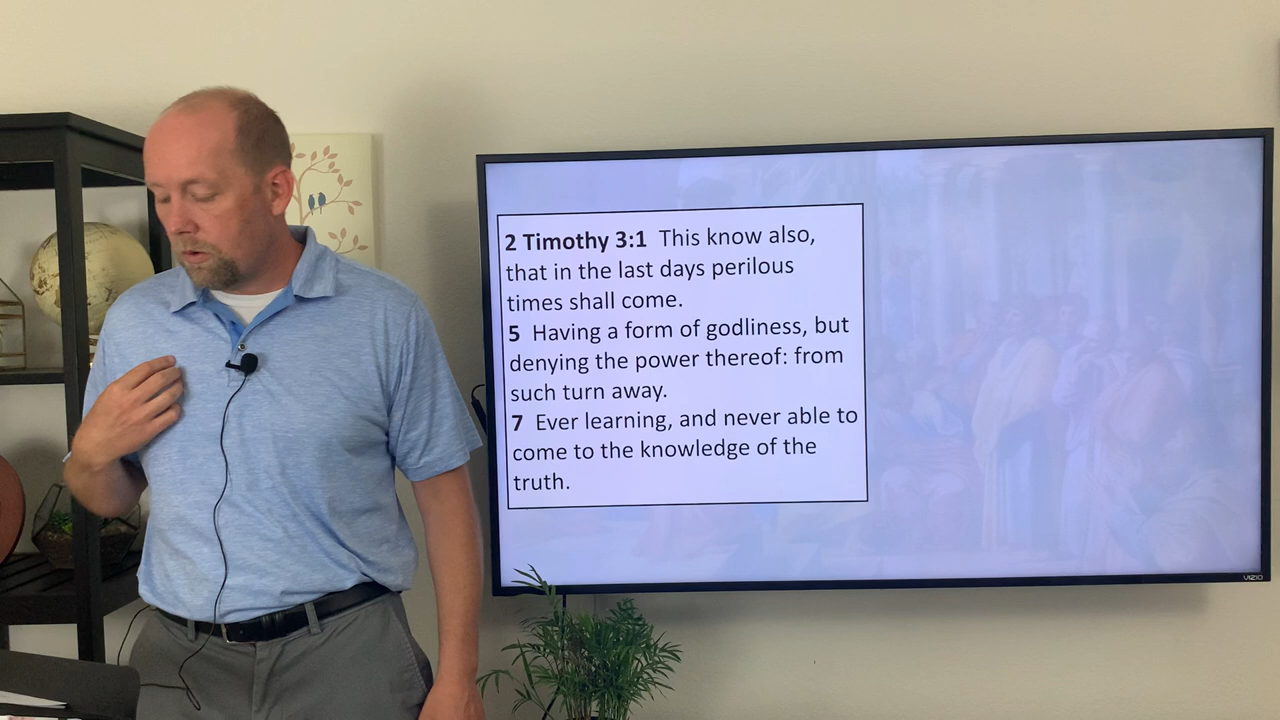 2 Timothy 3:1 This know also,
that in the last days perilous
times shall come.
5 Having a form of godliness, but
denying the power thereof: from
such turn away.
7 Ever learning, and never able to
come to the knowledge of the
truth.
VIZIO